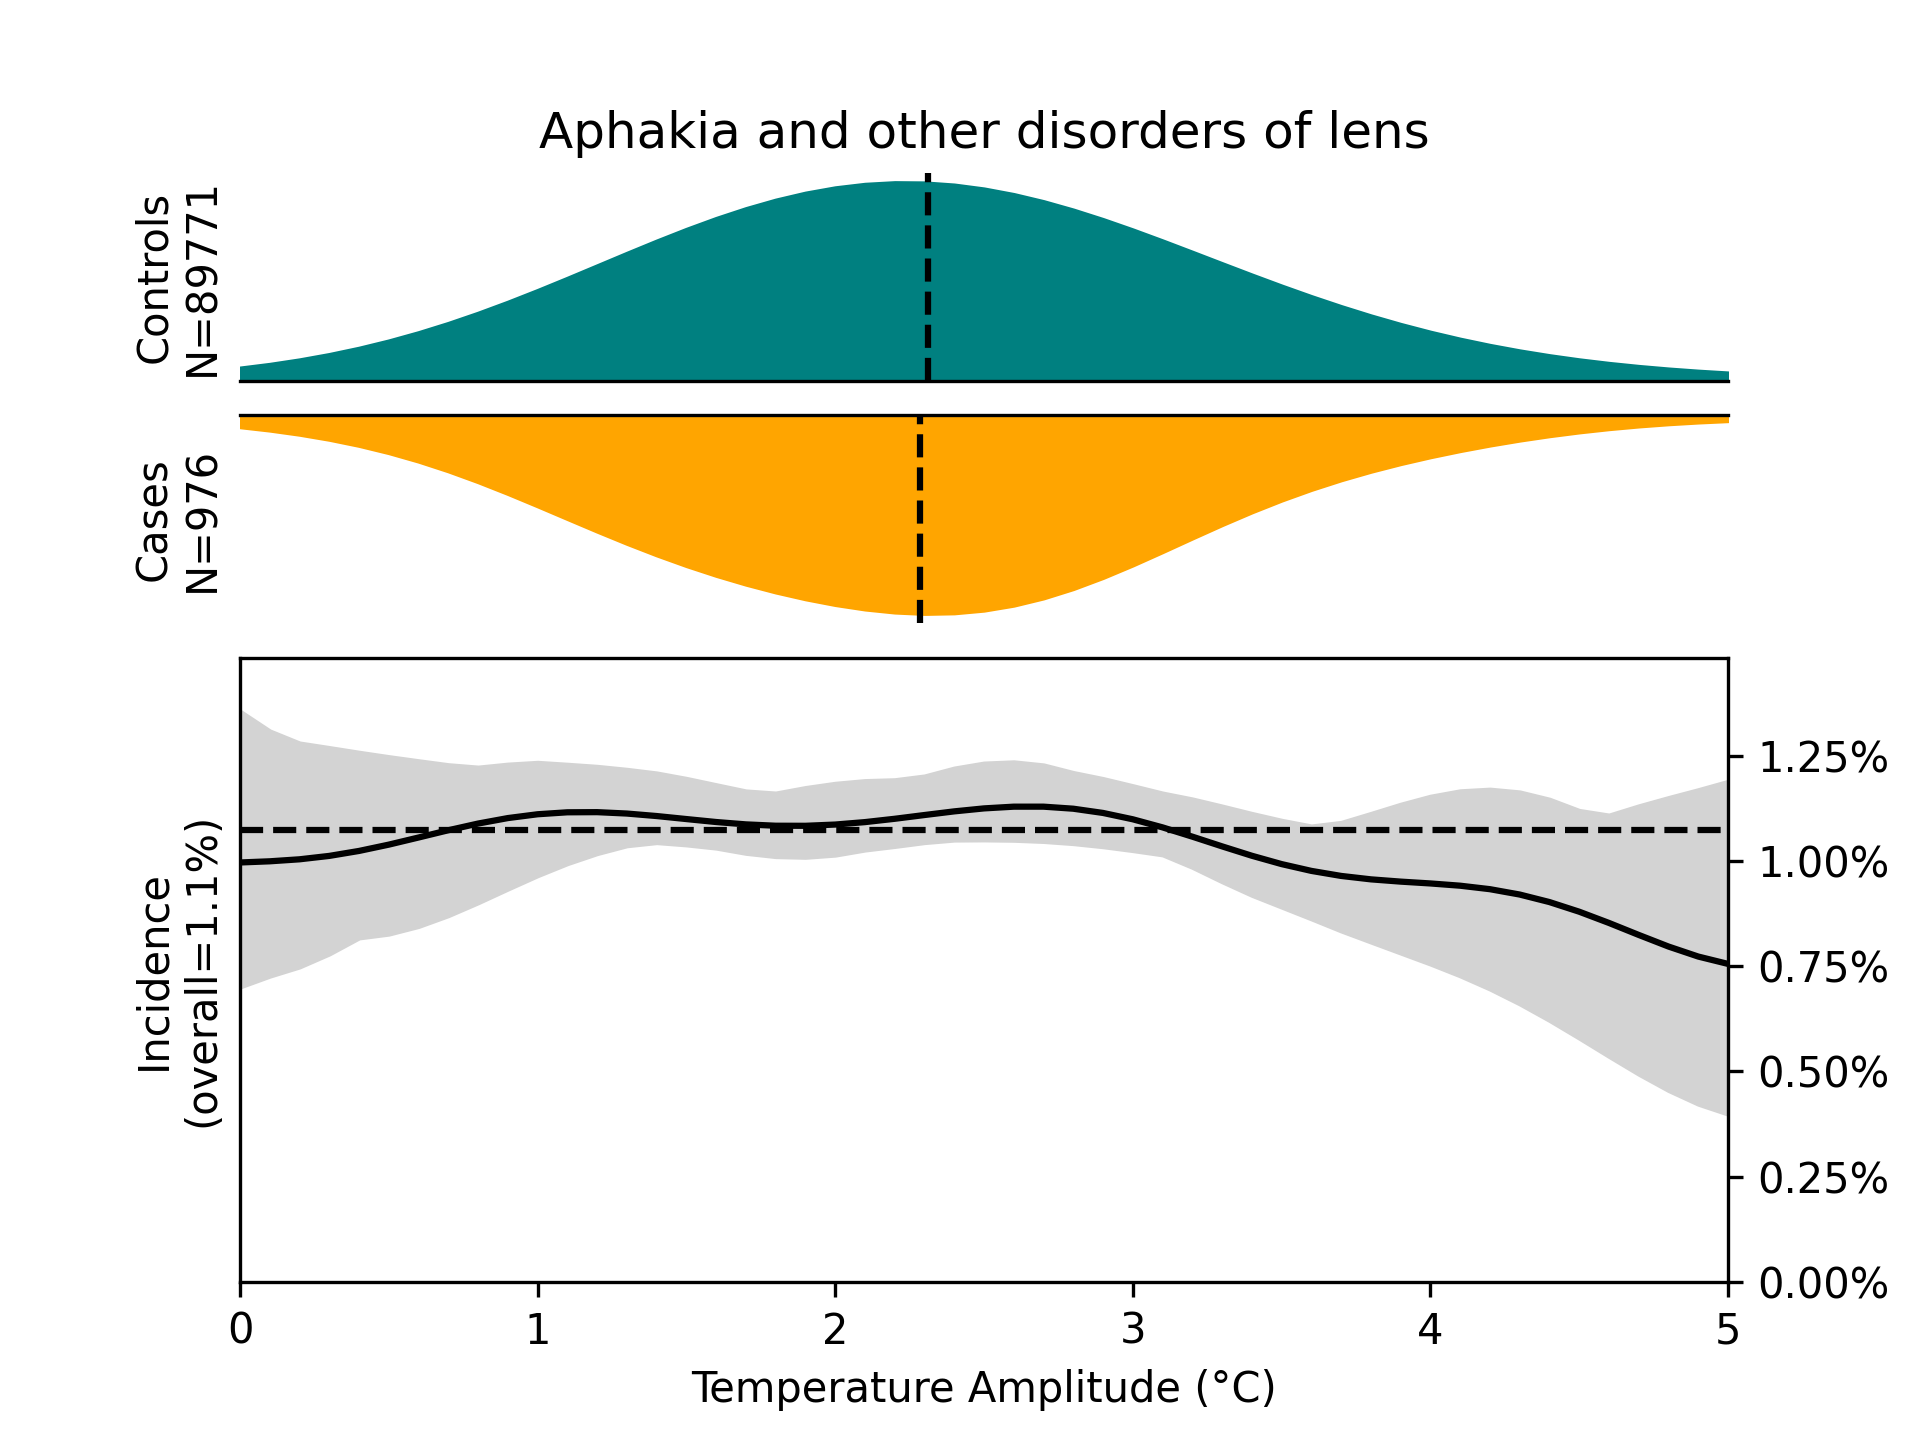 Aphakia and other disorders of lens
Controls
N=89771
Cases
N=976
Incidence
(overall=1.1%)
1.25%
1.00%
0.75%
0.50%
0.25%
0.00%
0 1 2 3 4 5
Temperature Amplitude (°C)